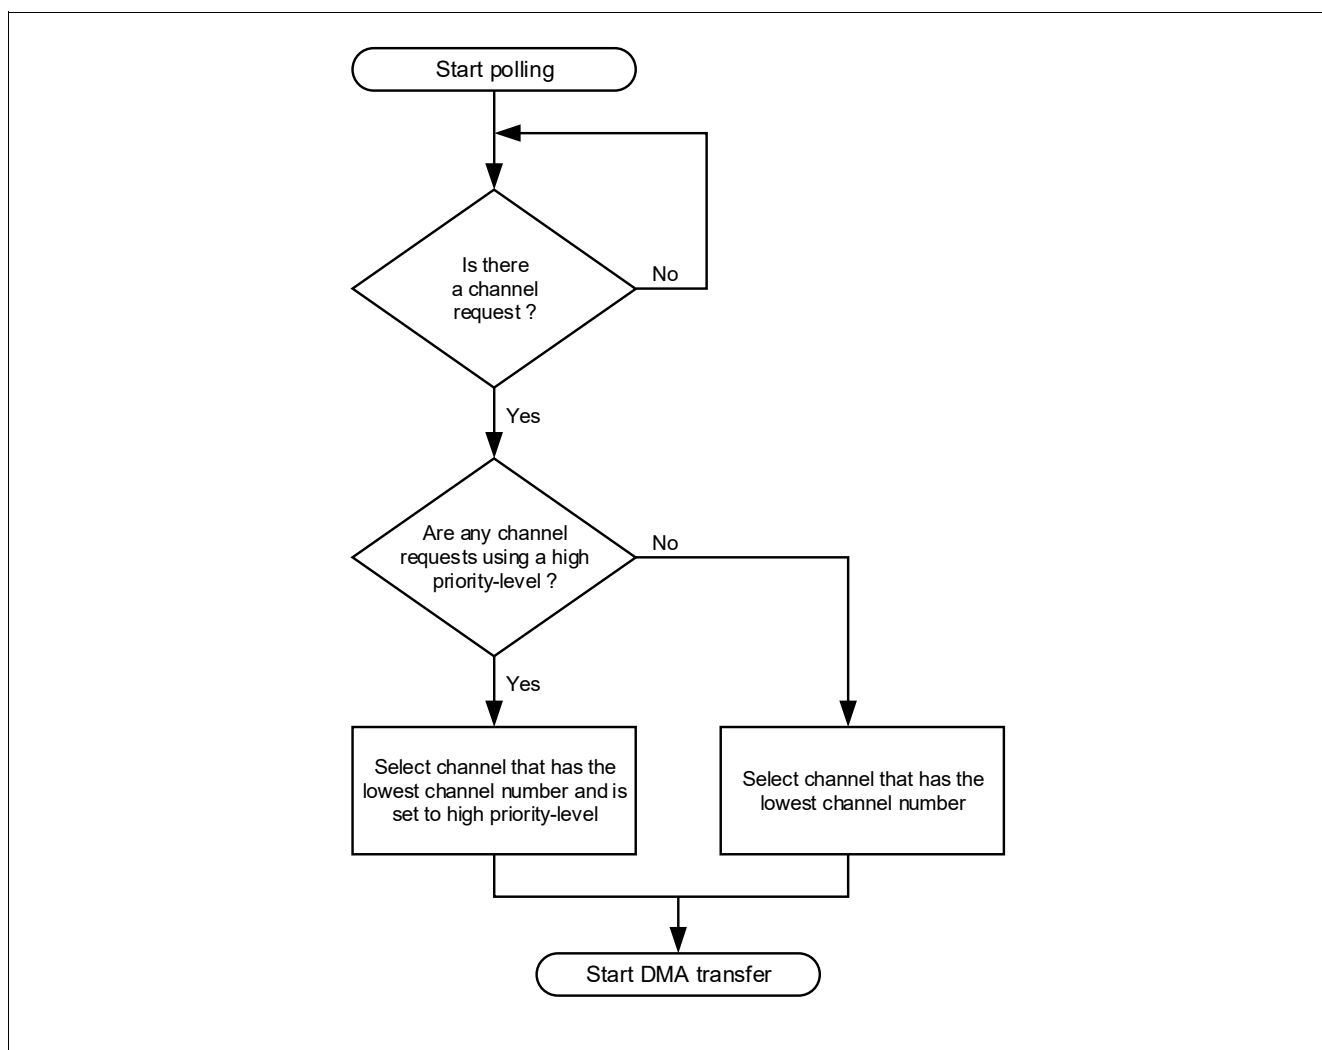 Start polling
Is there
a channel
request ?
No
Yes
Are any channel
requests using a high
priority-level ?
No
Yes
Select channel that has the
lowest channel number and is
set to high priority-level
Select channel that has the
lowest channel number
Start DMA transfer